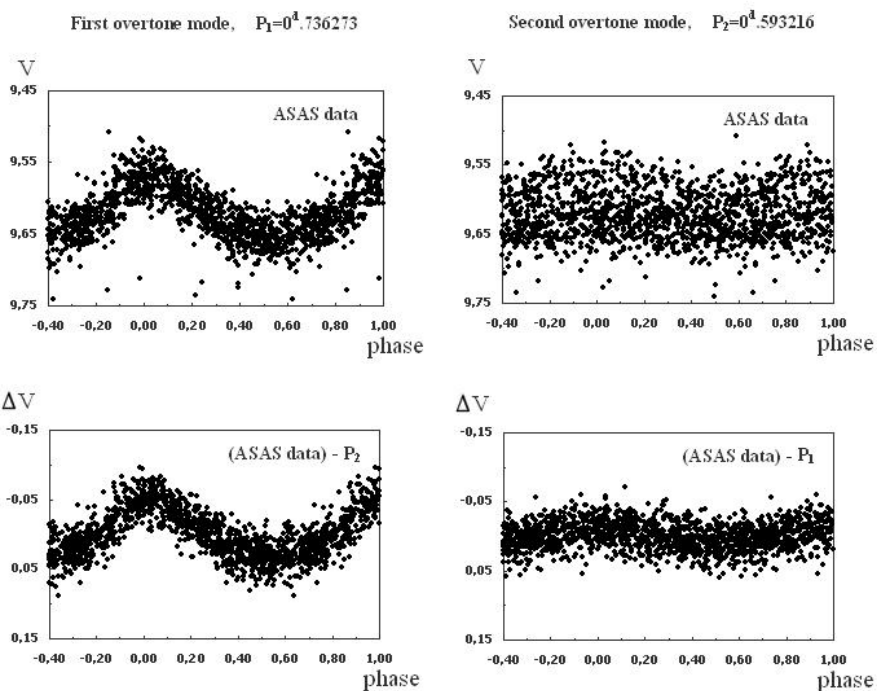 First overtone mode, P₁=0ᵈ.736273
Second overtone mode, P₂=0ᵈ.593216
V
9,45
9,55
9,65
9,75
ASAS data
-0,40 -0,20 0,00 0,20 0,40 0,60 0,80 1,00
phase
V
9,45
9,55
9,65
9,75
ASAS data
-0,40 -0,20 0,00 0,20 0,40 0,60 0,80 1,00
phase
ΔV
-0,15
-0,05
0,05
0,15
(ASAS data) - P₂
-0,40 -0,20 0,00 0,20 0,40 0,60 0,80 1,00
phase
ΔV
-0,15
-0,05
0,05
0,15
(ASAS data) - P₁
-0,40 -0,20 0,00 0,20 0,40 0,60 0,80 1,00
phase